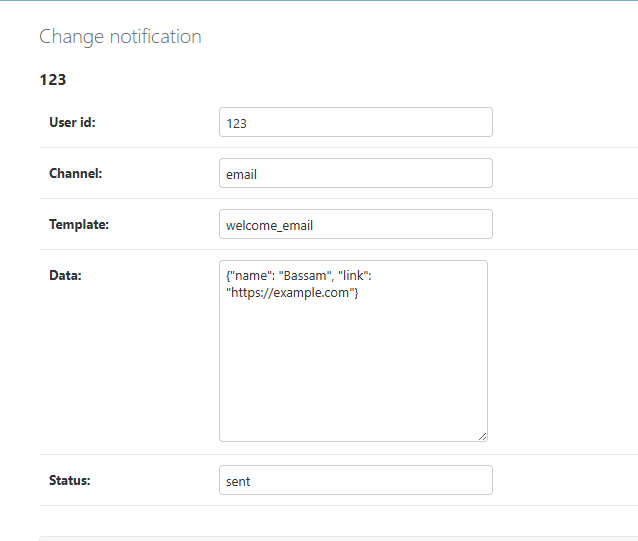 Change notification
123
User id:
123
Channel:
email
Template:
welcome_email
Data:
{"name": "Bassam", "link":
"https://example.com"}
Status:
sent